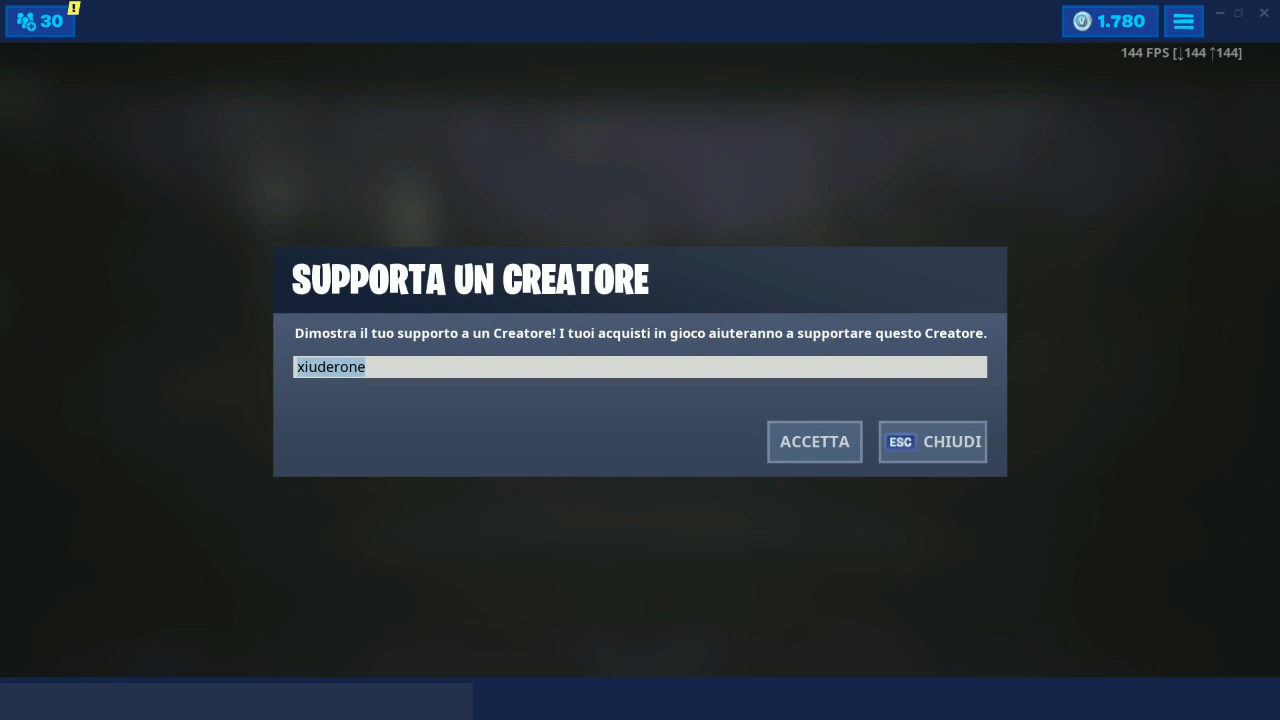 30 !
V 1.780
144 FPS [↓144 ↑144]
SUPPORTA UN CREATORE
Dimostra il tuo supporto a un Creatore! I tuoi acquisti in gioco aiuteranno a supportare questo Creatore.
xiuderone
ACCETTA
ESC CHIUDI